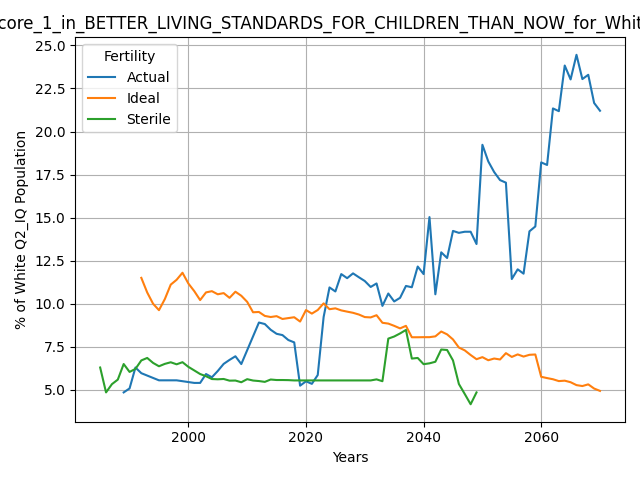 core_1_in_BETTER_LIVING_STANDARDS_FOR_CHILDREN_THAN_NOW_for_Whit
Fertility
Actual
Ideal
Sterile
% of White Q2_IQ Population
25.0
22.5
20.0
17.5
15.0
12.5
10.0
7.5
5.0
2000
2020
2040
2060
Years